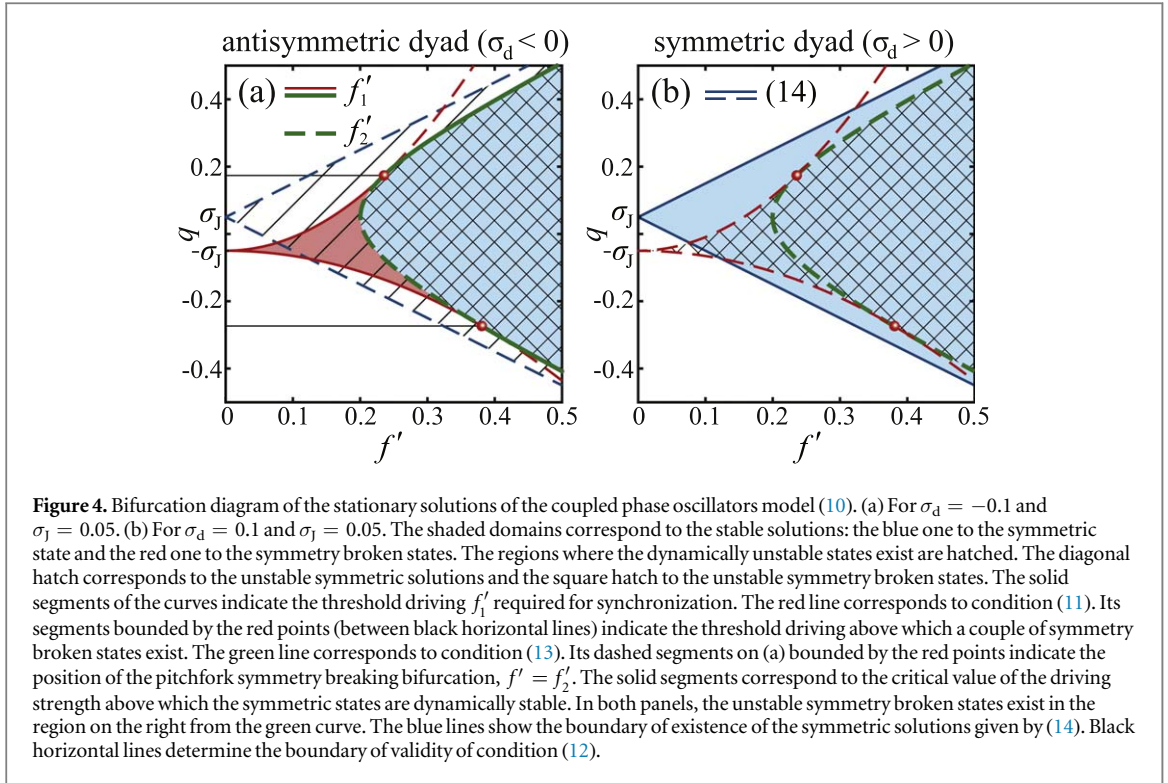 antisymmetric dyad (σd < 0)
symmetric dyad (σd > 0)
(a)
f′1
f′2
(b)
(14)
0.4
0.2
σJ
q
-σJ
-0.2
-0.4
0 0.1 0.2 0.3 0.4 0.5
f′
0.4
0.2
σJ
q
-σJ
-0.2
-0.4
0 0.1 0.2 0.3 0.4 0.5
f′
Figure 4. Bifurcation diagram of the stationary solutions of the coupled phase oscillators model (10). (a) For σd = −0.1 and
σJ = 0.05. (b) For σd = 0.1 and σJ = 0.05. The shaded domains correspond to the stable solutions: the blue one to the symmetric
state and the red one to the symmetry broken states. The regions where the dynamically unstable states exist are hatched. The diagonal
hatch corresponds to the unstable symmetric solutions and the square hatch to the unstable symmetry broken states. The solid
segments of the curves indicate the threshold driving f′1 required for synchronization. The red line corresponds to condition (11). Its
segments bounded by the red points (between black horizontal lines) indicate the threshold driving above which a couple of symmetry
broken states exist. The green line corresponds to condition (13). Its dashed segments on (a) bounded by the red points indicate the
position of the pitchfork symmetry breaking bifurcation, f′ = f′2. The solid segments correspond to the critical value of the driving
strength above which the symmetric states are dynamically stable. In both panels, the unstable symmetry broken states exist in the
region on the right from the green curve. The blue lines show the boundary of existence of the symmetric solutions given by (14). Black
horizontal lines determine the boundary of validity of condition (12).